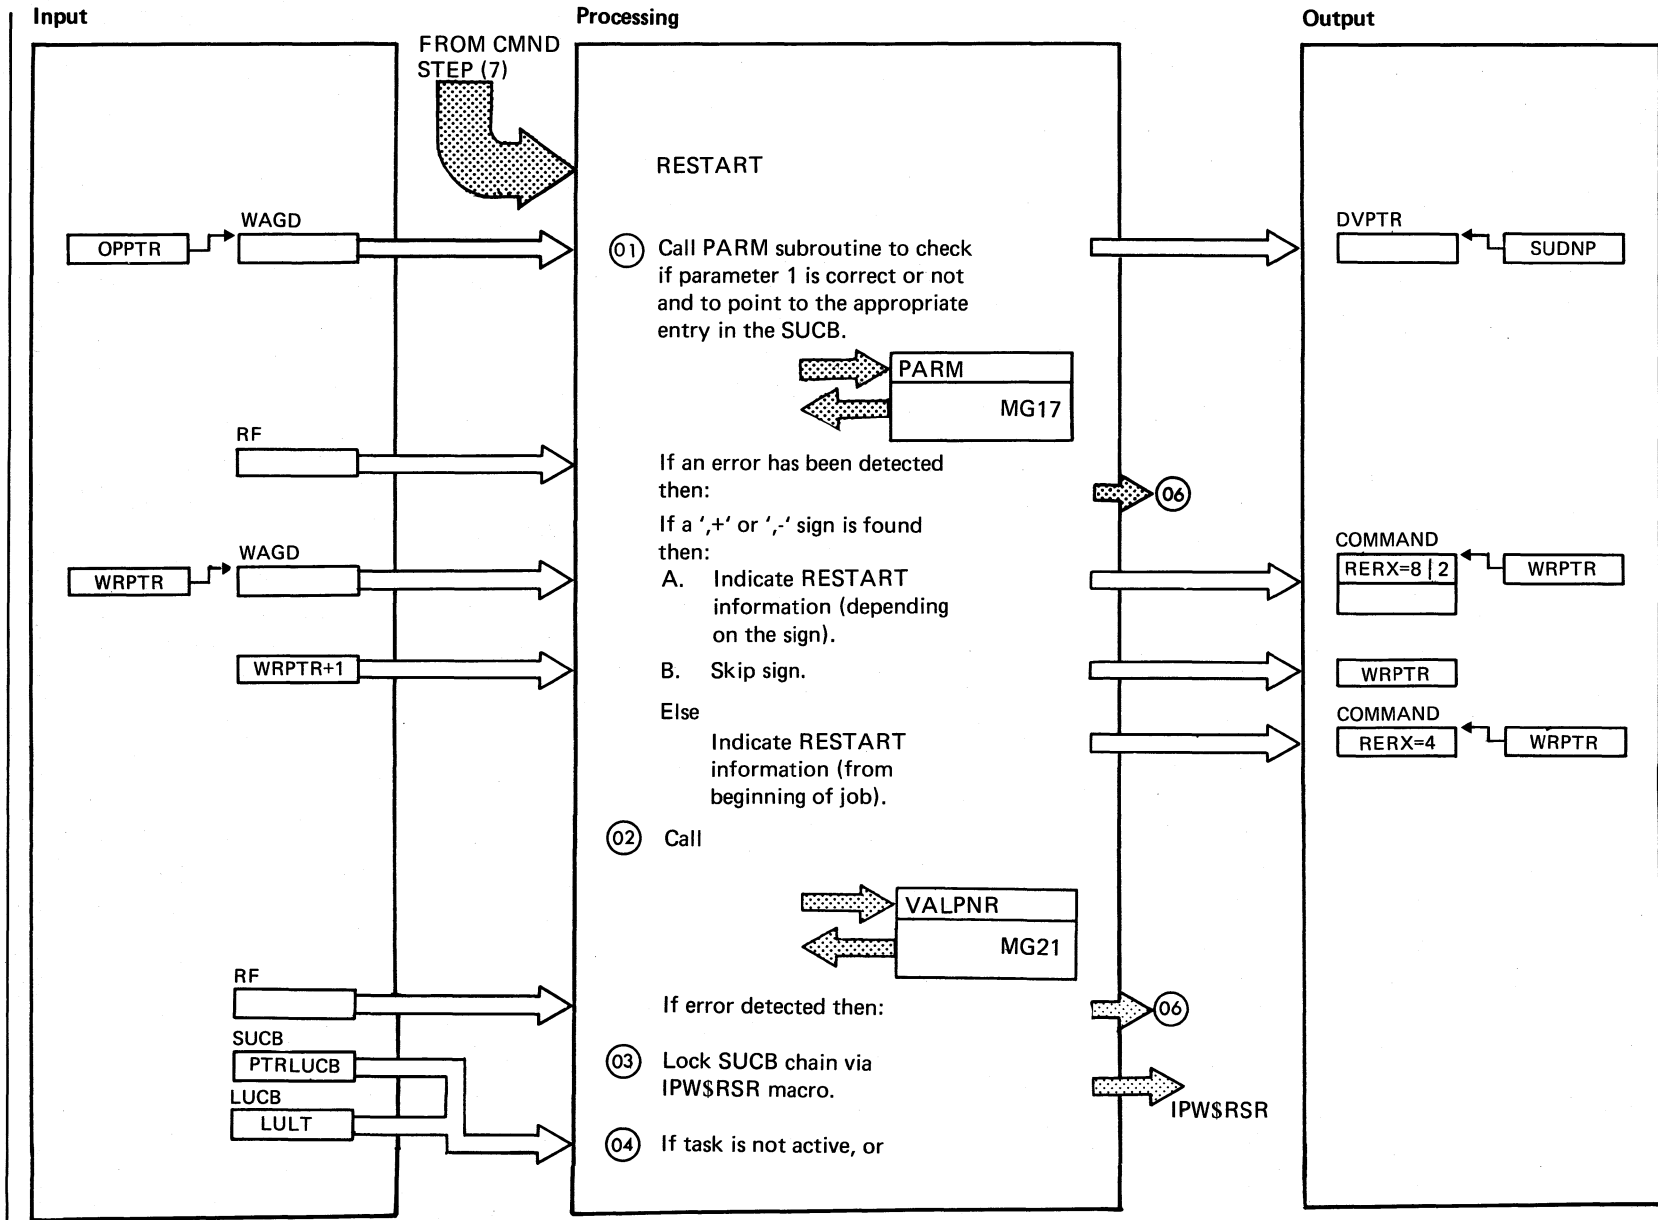 Input
Processing
Output
FROM CMND
STEP (7)
RESTART
WAGD
OPPTR
01 Call PARM subroutine to check
if parameter 1 is correct or not
and to point to the appropriate
entry in the SUCB.
DVPTR
SUDNP
PARM
MG17
RF
If an error has been detected
then:
06
If a ',+' or ',-' sign is found
then:
WAGD
WRPTR
A. Indicate RESTART
information (depending
on the sign).
COMMAND
RERX=8 | 2
WRPTR
WRPTR+1
B. Skip sign.
WRPTR
Else
Indicate RESTART
information (from
beginning of job).
COMMAND
RERX=4
WRPTR
02 Call
VALPNR
MG21
RF
If error detected then:
06
SUCB
PTRLUCB
03 Lock SUCB chain via
IPW$RSR macro.
IPW$RSR
LUCB
LULT
04 If task is not active, or